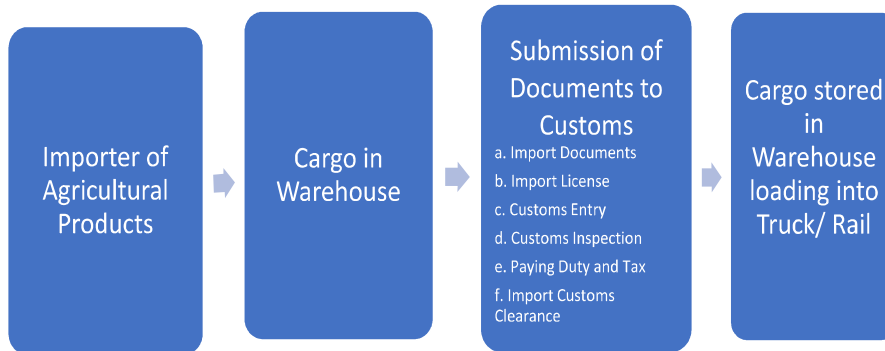 Importer of
Agricultural
Products
Cargo in
Warehouse
Submission of
Documents to
Customs
a. Import Documents
b. Import License
c. Customs Entry
d. Customs Inspection
e. Paying Duty and Tax
f. Import Customs
Clearance
Cargo stored
in
Warehouse
loading into
Truck/ Rail